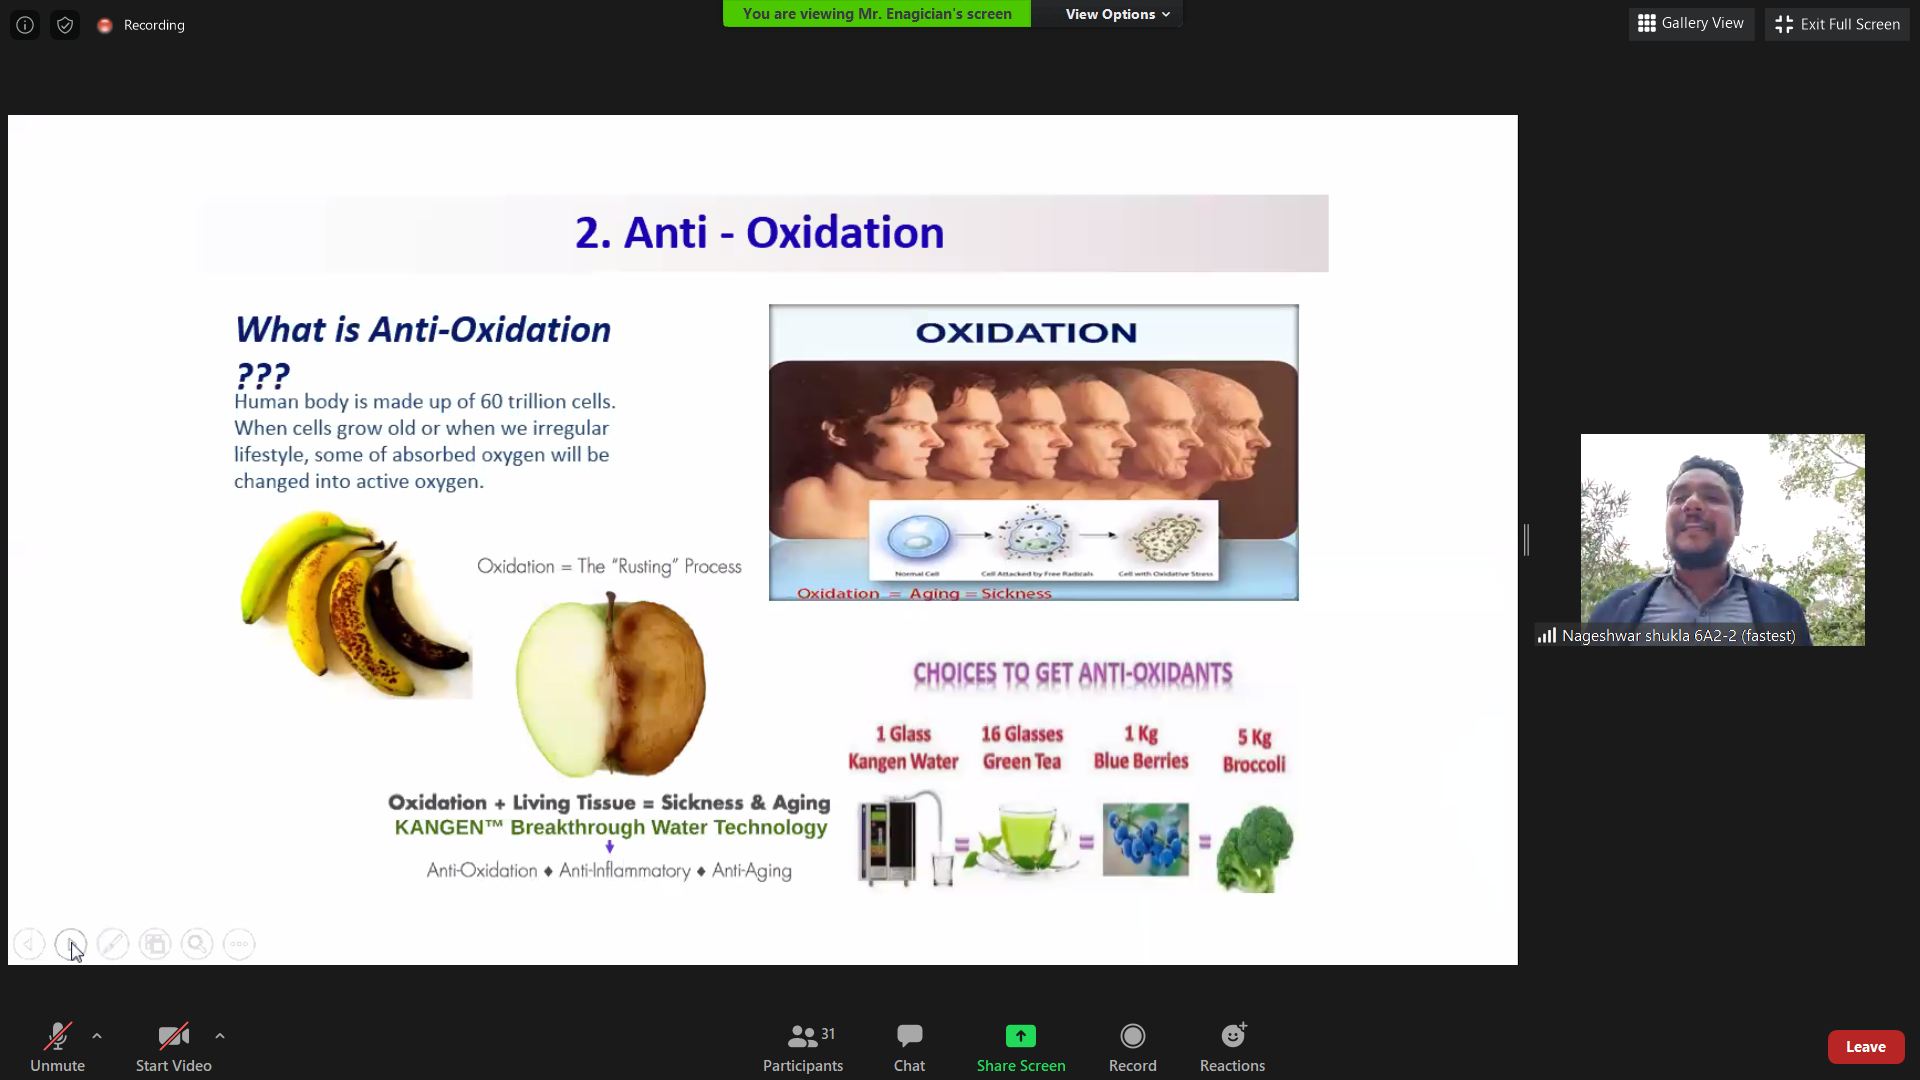 Recording
You are viewing Mr. Enagician's screen
View Options
Gallery View
Exit Full Screen
2. Anti - Oxidation
What is Anti-Oxidation
???
Human body is made up of 60 trillion cells.
When cells grow old or when we irregular
lifestyle, some of absorbed oxygen will be
changed into active oxygen.
Oxidation = The "Rusting" Process
Oxidation + Living Tissue = Sickness & Aging
KANGEN™ Breakthrough Water Technology
Anti-Oxidation ♦ Anti-Inflammatory ♦ Anti-Aging
OXIDATION
Normal Cell
Cell Attacked by Free Radicals
Cell with Oxidative Stress
Oxidation = Aging = Sickness
CHOICES TO GET ANTI-OXIDANTS
1 Glass
Kangen Water
16 Glasses
Green Tea
1 Kg
Blue Berries
5 Kg
Broccoli
= = =
Nageshwar shukla 6A2-2 (fastest)
Unmute
Start Video
31
Participants
Chat
Share Screen
Record
Reactions
Leave